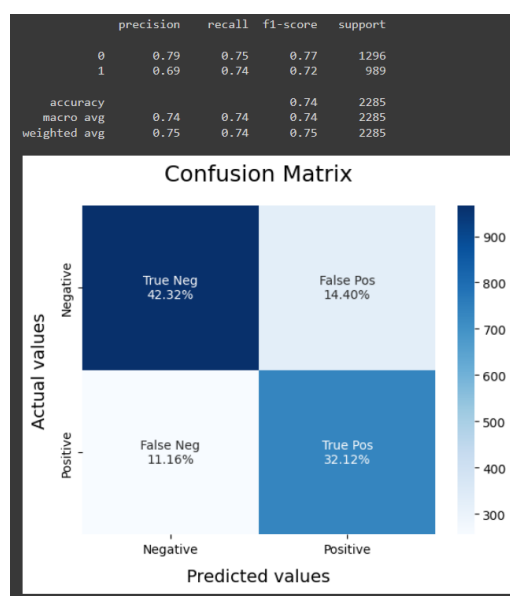 precision recall f1-score support
0 0.79 0.75 0.77 1296
1 0.69 0.74 0.72 989
accuracy 0.74 2285
macro avg 0.74 0.74 0.74 2285
weighted avg 0.75 0.74 0.75 2285
Confusion Matrix
True Neg
42.32%
False Pos
14.40%
False Neg
11.16%
True Pos
32.12%
Actual values
Negative
Positive
Negative Positive
Predicted values
900
800
700
600
500
400
300